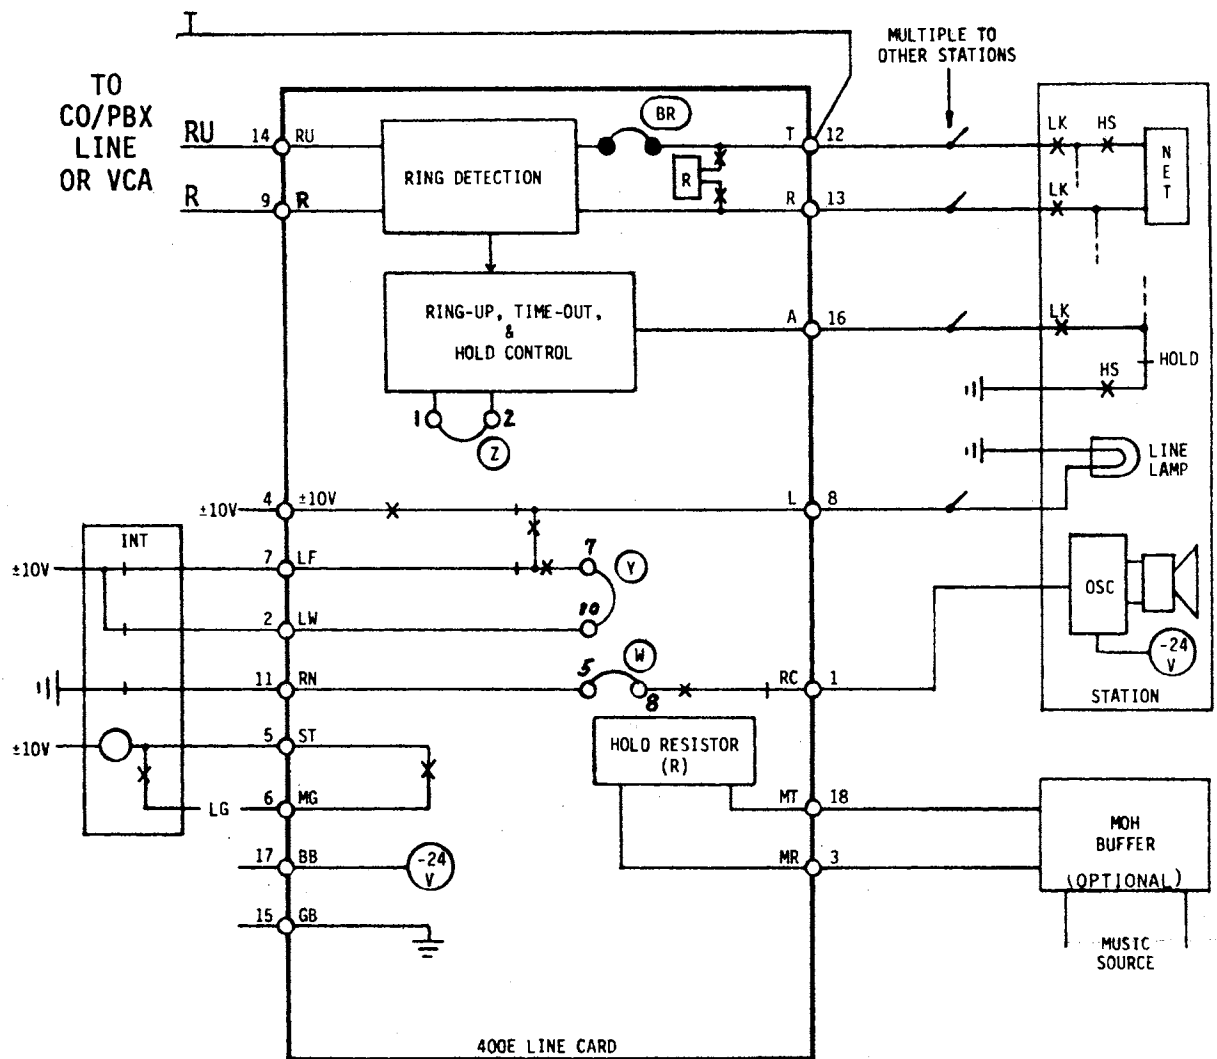 T
MULTIPLE TO
OTHER STATIONS
TO
CO/PBX
LINE
OR VCA
RU
14
RU
R
9
R
RING DETECTION
BR
R
T
12
R
13
LK
HS
LK
NET
RING-UP, TIME-OUT,
&
HOLD CONTROL
A
16
LK
HOLD
HS
1
2
Z
LINE
LAMP
±10V
4
±10V
L
8
INT
±10V
7
LF
7
Y
2
LW
10
OSC
-24
V
11
RN
5
W
8
RC
1
STATION
±10V
5
ST
HOLD RESISTOR
(R)
LG
6
MG
MT
18
MOH
BUFFER
(OPTIONAL)
17
BB
-24
V
MR
3
15
GB
MUSIC
SOURCE
400E LINE CARD